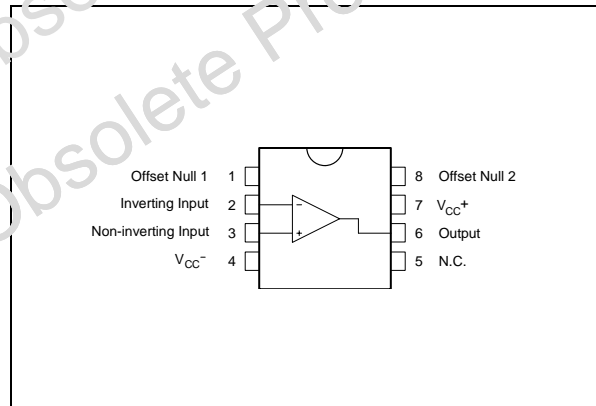 Obsolete Pro
Offset Null 1 1
Inverting Input 2
Non-inverting Input 3
VCC- 4
8 Offset Null 2
7 VCC+
6 Output
5 N.C.
- 
+